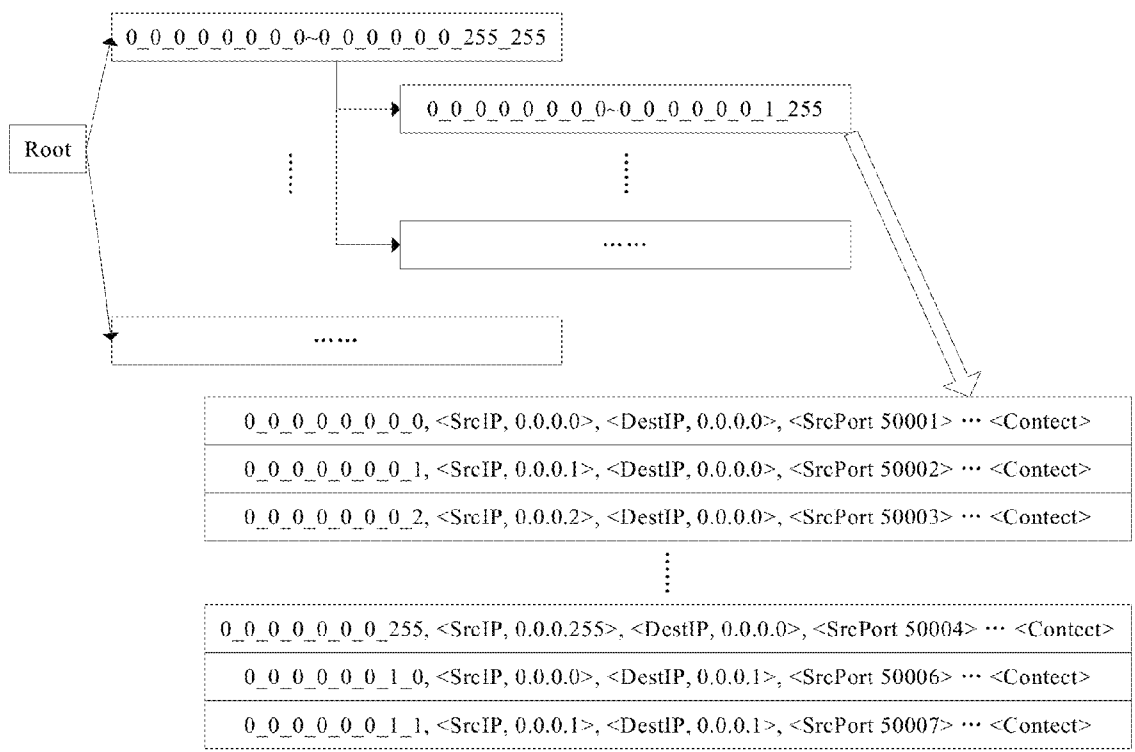 0_0_0_0_0_0_0_0~0_0_0_0_0_0_255_255
0_0_0_0_0_0_0_0~0_0_0_0_0_0_1_255
Root
……
……
0_0_0_0_0_0_0_0, <SrcIP, 0.0.0.0>, <DestIP, 0.0.0.0>, <SrcPort 50001> ··· <Contect>
0_0_0_0_0_0_0_1, <SrcIP, 0.0.0.1>, <DestIP, 0.0.0.0>, <SrcPort 50002> ··· <Contect>
0_0_0_0_0_0_0_2, <SrcIP, 0.0.0.2>, <DestIP, 0.0.0.0>, <SrcPort 50003> ··· <Contect>
0_0_0_0_0_0_0_255, <SrcIP, 0.0.0.255>, <DestIP, 0.0.0.0>, <SrcPort 50004> ··· <Contect>
0_0_0_0_0_0_1_0, <SrcIP, 0.0.0.0>, <DestIP, 0.0.0.1>, <SrcPort 50006> ··· <Contect>
0_0_0_0_0_0_1_1, <SrcIP, 0.0.0.1>, <DestIP, 0.0.0.1>, <SrcPort 50007> ··· <Contect>